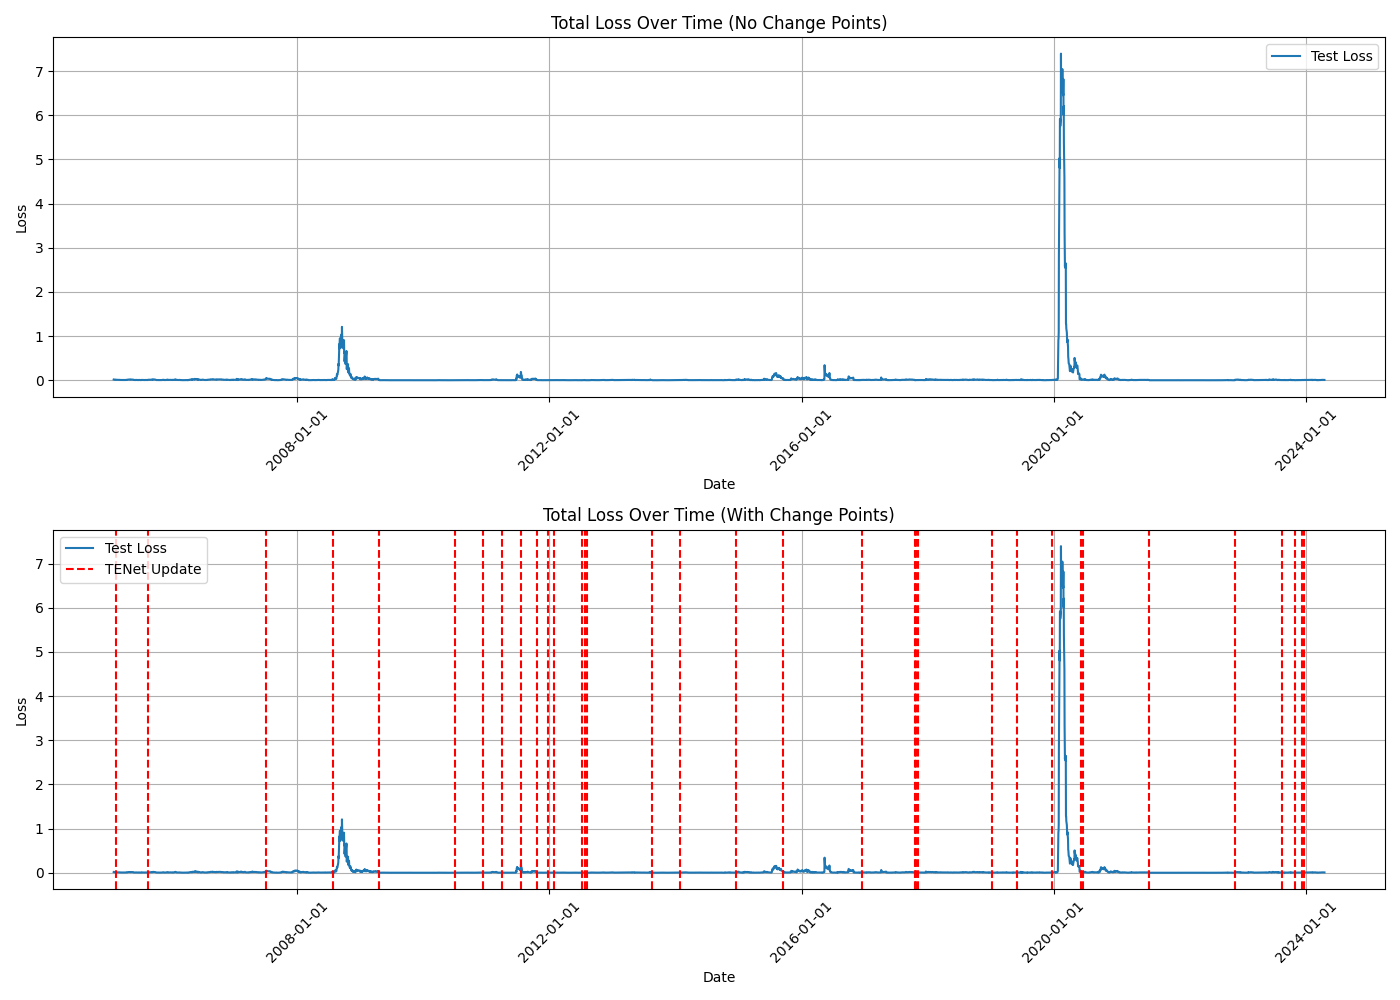 Total Loss Over Time (No Change Points)
Test Loss
7
6
5
4
3
2
1
0
Loss
2008-01-01
2012-01-01
2016-01-01
2020-01-01
2024-01-01
Date
Total Loss Over Time (With Change Points)
Test Loss
TENet Update
7
6
5
4
3
2
1
0
Loss
2008-01-01
2012-01-01
2016-01-01
2020-01-01
2024-01-01
Date